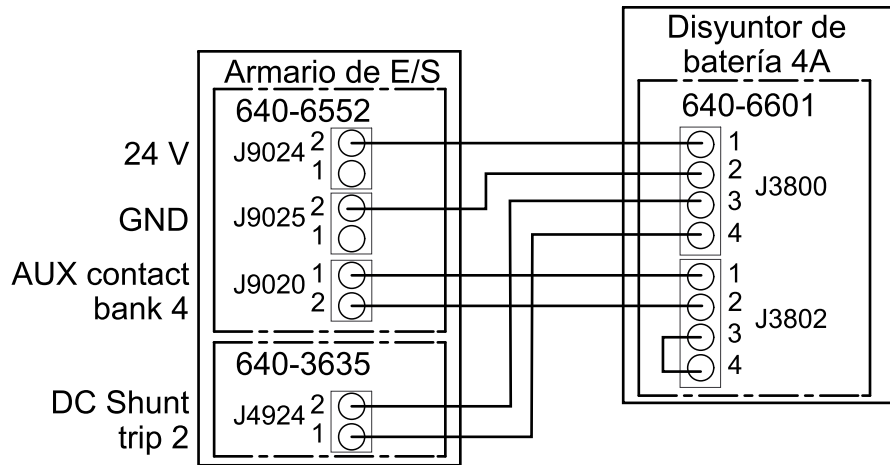 Disyuntor de
batería 4A
Armario de E/S
640-6552
640-6601
24 V
J9024
2
1
1
2
3
4
J3800
GND
J9025
2
1
AUX contact
bank 4
J9020
1
2
1
2
3
4
J3802
640-3635
DC Shunt
trip 2
J4924
2
1